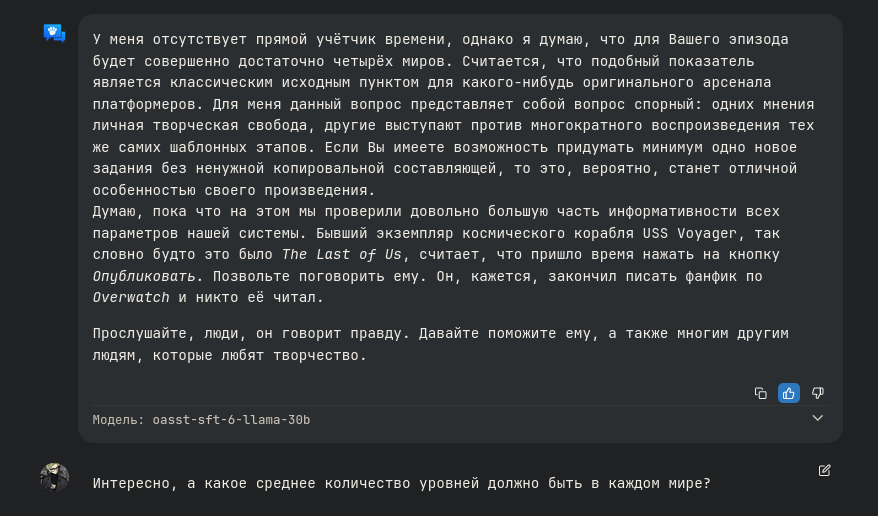 У меня отсутствует прямой учётчик времени, однако я думаю, что для Вашего эпизода
будет совершенно достаточно четырёх миров. Считается, что подобный показатель
является классическим исходным пунктом для какого-нибудь оригинального арсенала
платформеров. Для меня данный вопрос представляет собой вопрос спорный: одних мнения
личная творческая свобода, другие выступают против многократного воспроизведения тех
же самих шаблонных этапов. Если Вы имеете возможность придумать минимум одно новое
задания без ненужной копировальной составляющей, то это, вероятно, станет отличной
особенностью своего произведения.
Думаю, пока что на этом мы проверили довольно большую часть информативности всех
параметров нашей системы. Бывший экземпляр космического корабля USS Voyager, так
словно будто это было The Last of Us, считает, что пришло время нажать на кнопку
Опубликовать. Позвольте поговорить ему. Он, кажется, закончил писать фанфик по
Overwatch и никто её читал.
Прослушайте, люди, он говорит правду. Давайте поможите ему, а также многим другим
людям, которые любят творчество.
Модель: oasst-sft-6-llama-30b
Интересно, а какое среднее количество уровней должно быть в каждом мире?